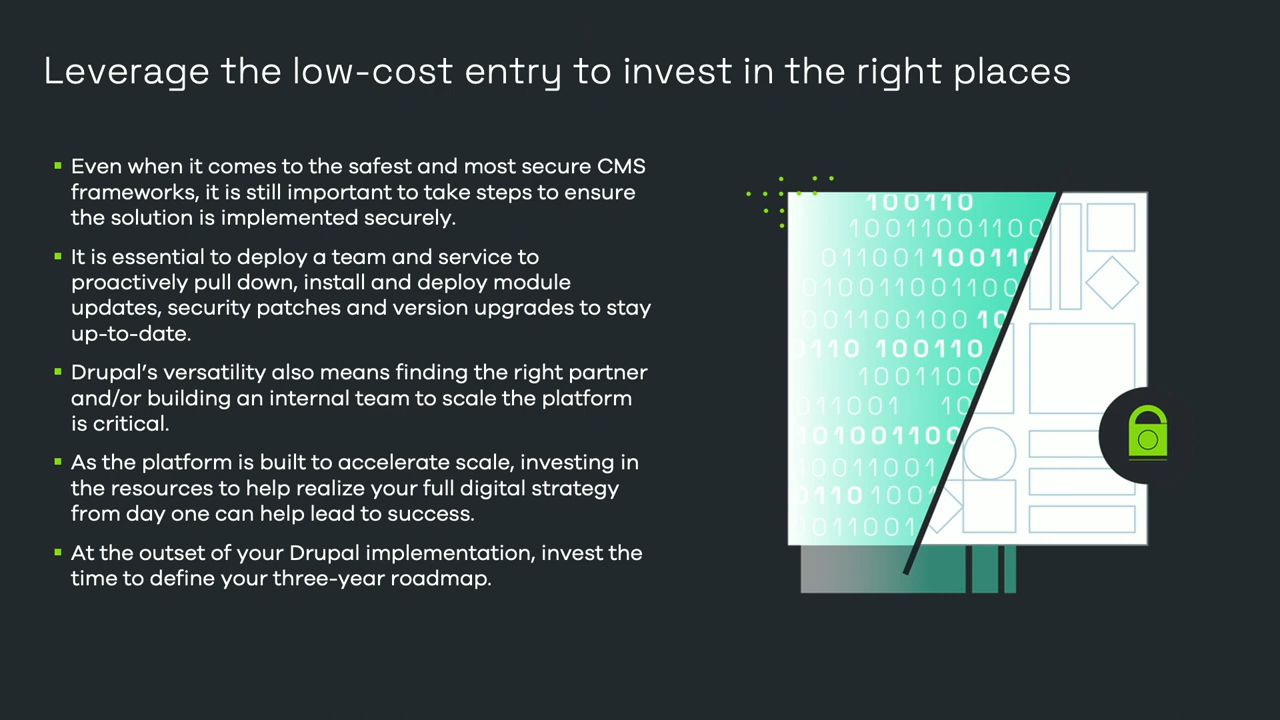 Leverage the low-cost entry to invest in the right places
Even when it comes to the safest and most secure CMS
frameworks, it is still important to take steps to ensure
the solution is implemented securely.
It is essential to deploy a team and service to
proactively pull down, install and deploy module
updates, security patches and version upgrades to stay
up-to-date.
Drupal's versatility also means finding the right partner
and/or building an internal team to scale the platform
is critical.
As the platform is built to accelerate scale, investing in
the resources to help realize your full digital strategy
from day one can help lead to success.
At the outset of your Drupal implementation, invest the
time to define your three-year roadmap.
100110
10011001100
011001 100110
01001100 1100
001100100 10
0110 100110
1001100
011001 10
101001100
10011001
0110 1001
0011001